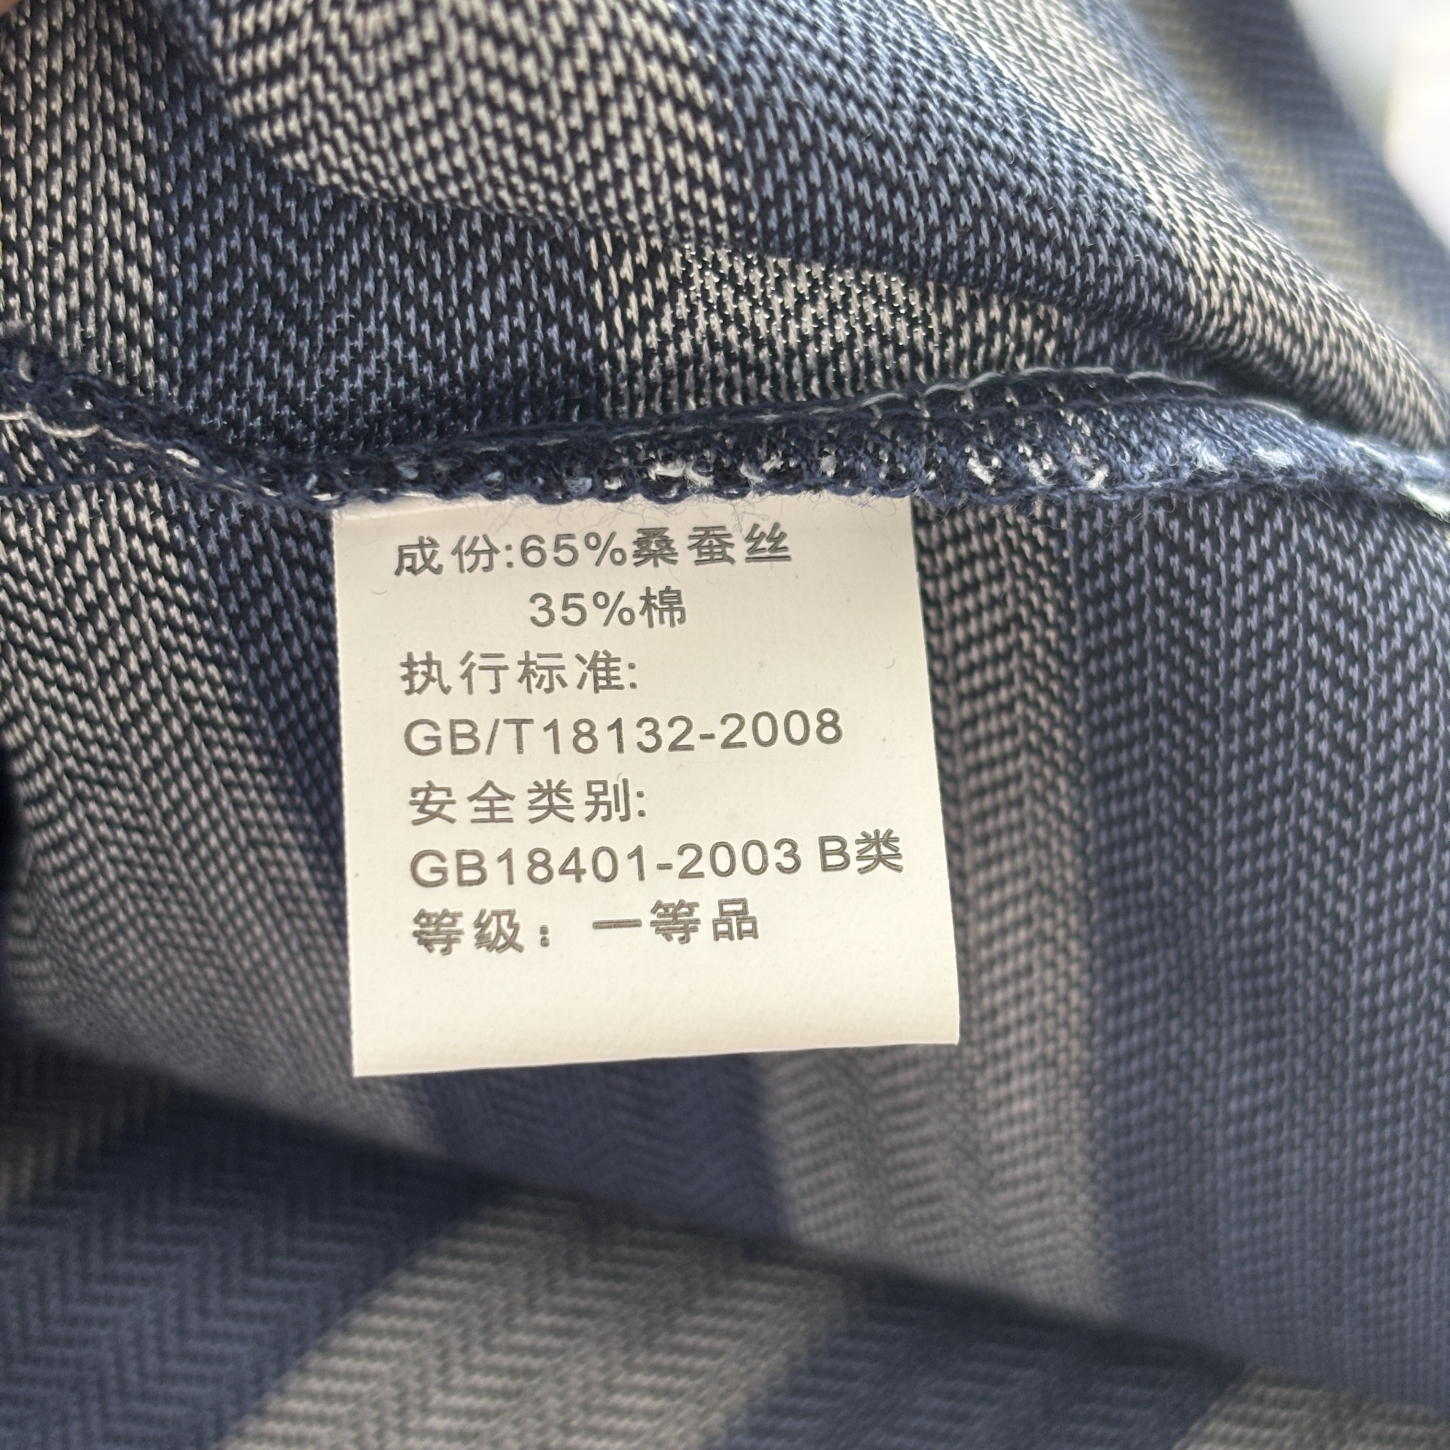 成份:65%桑蚕丝
35%棉
执行标准:
GB/T18132-2008
安全类别:
GB18401-2003 B类
等级：一等品